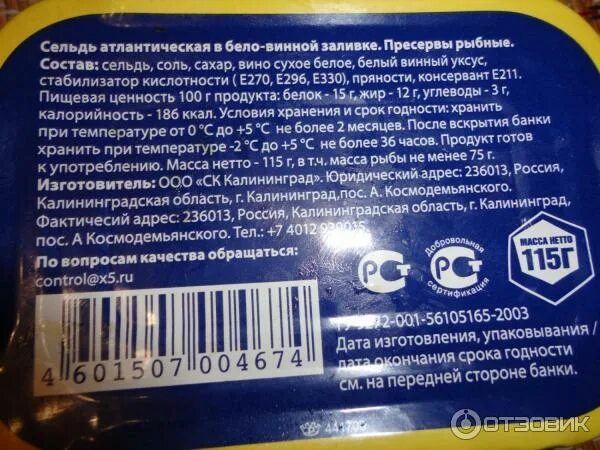 Сельдь атлантическая в бело-винной заливке. Пресервы рыбные.
Состав: сельдь, соль, сахар, вино сухое белое, белый винный уксус,
стабилизатор кислотности ( Е270, Е296, Е330), пряности, консервант Е211.
Пищевая ценность 100 г продукта: белок - 15 г, жир - 12 г, углеводы - 3 г,
калорийность - 186 ккал. Условия хранения и срок годности: хранить
при температуре от 0 °С до +5 °С не более 2 месяцев. После вскрытия банки
хранить при температуре -2 °С до +5 °С не более 36 часов. Продукт готов
к употреблению. Масса нетто - 115 г, в т.ч. масса рыбы не менее 75 г.
Изготовитель: ООО «СК Калининград». Юридический адрес: 236013, Россия,
Калининградская область, г. Калининград,пос. А. Космодемьянского.
Фактичесий адрес: 236013, Россия, Калининградская область, г. Калининград,
пос. А Космодемьянского. Тел.: +7 4012
По вопросам качества обращаться:
control@x5.ru
РСТ
Добровольная
РСТ
сертификация
МАССА НЕТТО
115Г
4 601507 004674
-001-56105165-2003
Дата изготовления, упаковывания /
дата окончания срока годности
см. на передней стороне банки.
ОТЗОВИК